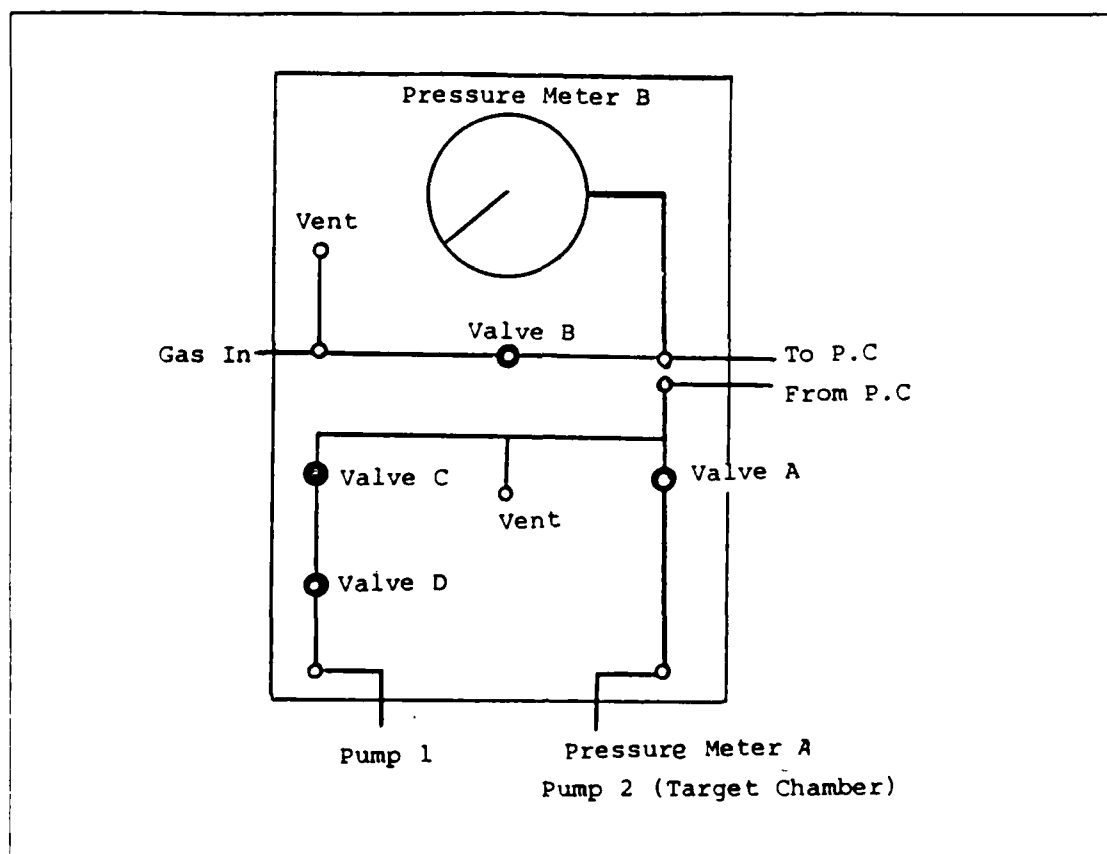 Pressure Meter B
Vent
Valve B
Gas In
To P.C
From P.C
Valve C
Valve A
Vent
Valve D
Pump 1
Pressure Meter A
Pump 2 (Target Chamber)